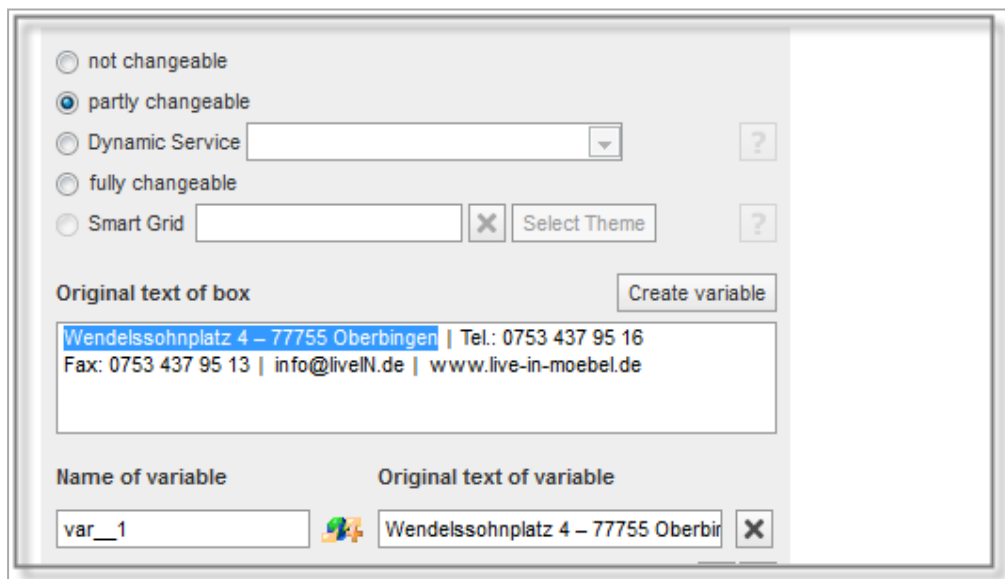 not changeable
partly changeable
Dynamic Service ?
fully changeable
Smart Grid Select Theme ?
Original text of box Create variable
Wendelssohnplatz 4 – 77755 Oberbingen | Tel.: 0753 437 95 16
Fax: 0753 437 95 13 | info@liveIN.de | www.live-in-moebel.de
Name of variable Original text of variable
var__1 Wendelssohnplatz 4 – 77755 Oberbin